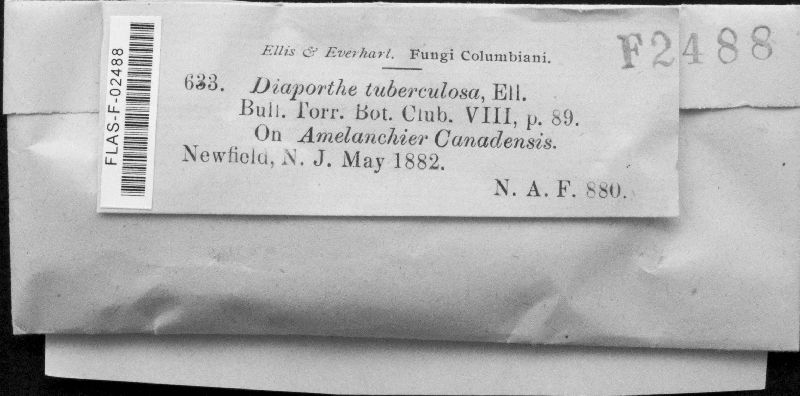 Ellis & Everhart. Fungi Columbiani.
F2488
633. Diaporthe tuberculosa, Ell.
Bull. Torr. Bot. Club. VIII, p. 89.
On Amelanchier Canadensis.
Newfield, N. J. May 1882.
N. A. F. 880.
FLAS-F-02488